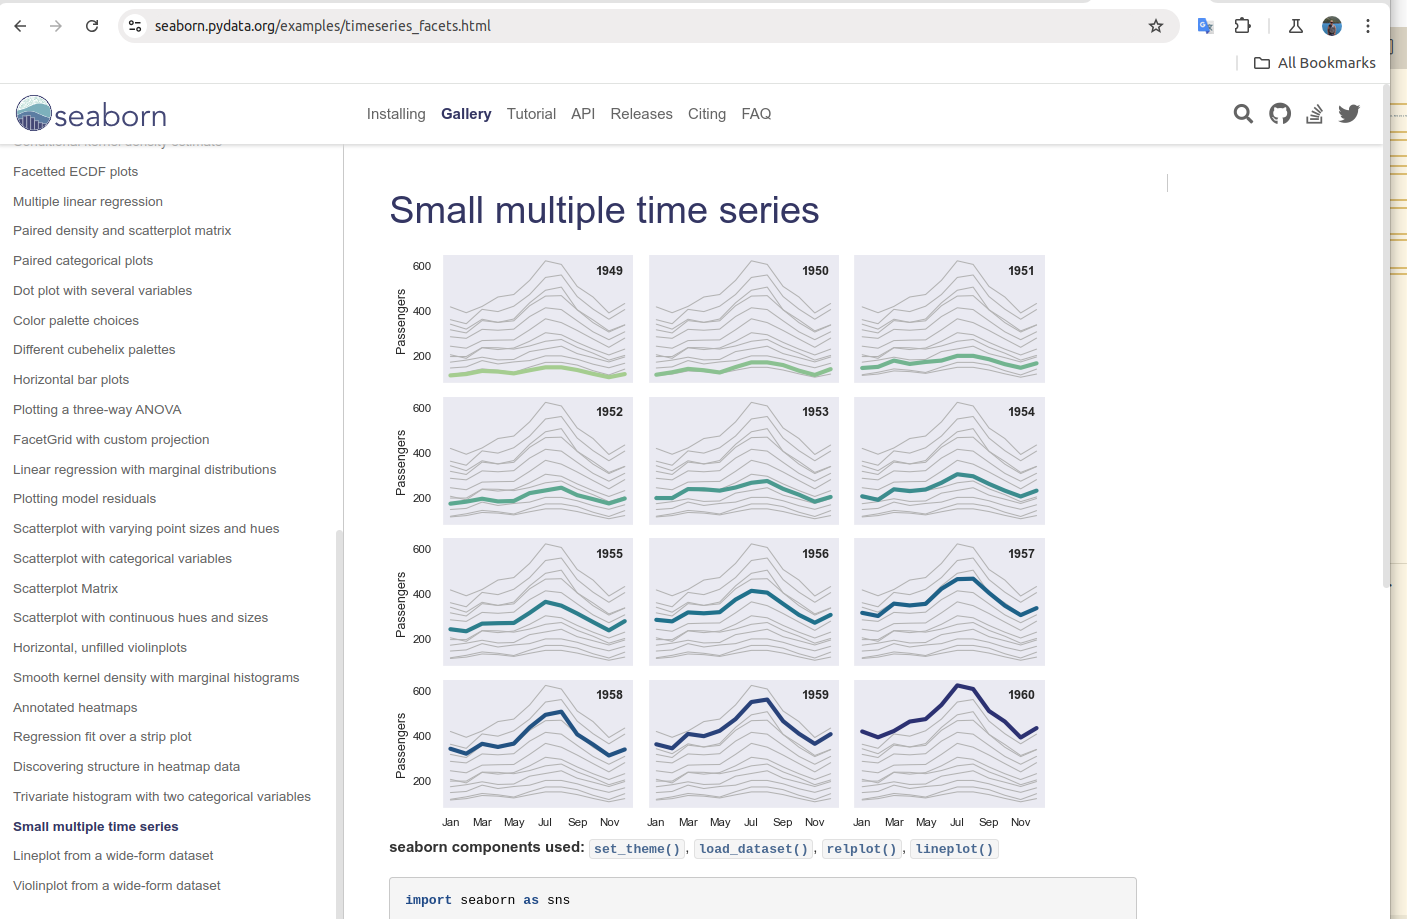 seaborn.pydata.org/examples/timeseries_facets.html
All Bookmarks
seaborn
Installing Gallery Tutorial API Releases Citing FAQ
Conditional kernel density estimate
Facetted ECDF plots
Multiple linear regression
Paired density and scatterplot matrix
Paired categorical plots
Dot plot with several variables
Color palette choices
Different cubehelix palettes
Horizontal bar plots
Plotting a three-way ANOVA
FacetGrid with custom projection
Linear regression with marginal distributions
Plotting model residuals
Scatterplot with varying point sizes and hues
Scatterplot with categorical variables
Scatterplot Matrix
Scatterplot with continuous hues and sizes
Horizontal, unfilled violinplots
Smooth kernel density with marginal histograms
Annotated heatmaps
Regression fit over a strip plot
Discovering structure in heatmap data
Trivariate histogram with two categorical variables
Small multiple time series
Lineplot from a wide-form dataset
Violinplot from a wide-form dataset
Small multiple time series
600
400
200
Passengers
1949
1950
1951
600
400
200
Passengers
1952
1953
1954
600
400
200
Passengers
1955
1956
1957
600
400
200
Passengers
1958
1959
1960
Jan Mar May Jul Sep Nov
Jan Mar May Jul Sep Nov
Jan Mar May Jul Sep Nov
seaborn components used: set_theme(), load_dataset(), relplot(), lineplot()
import seaborn as sns